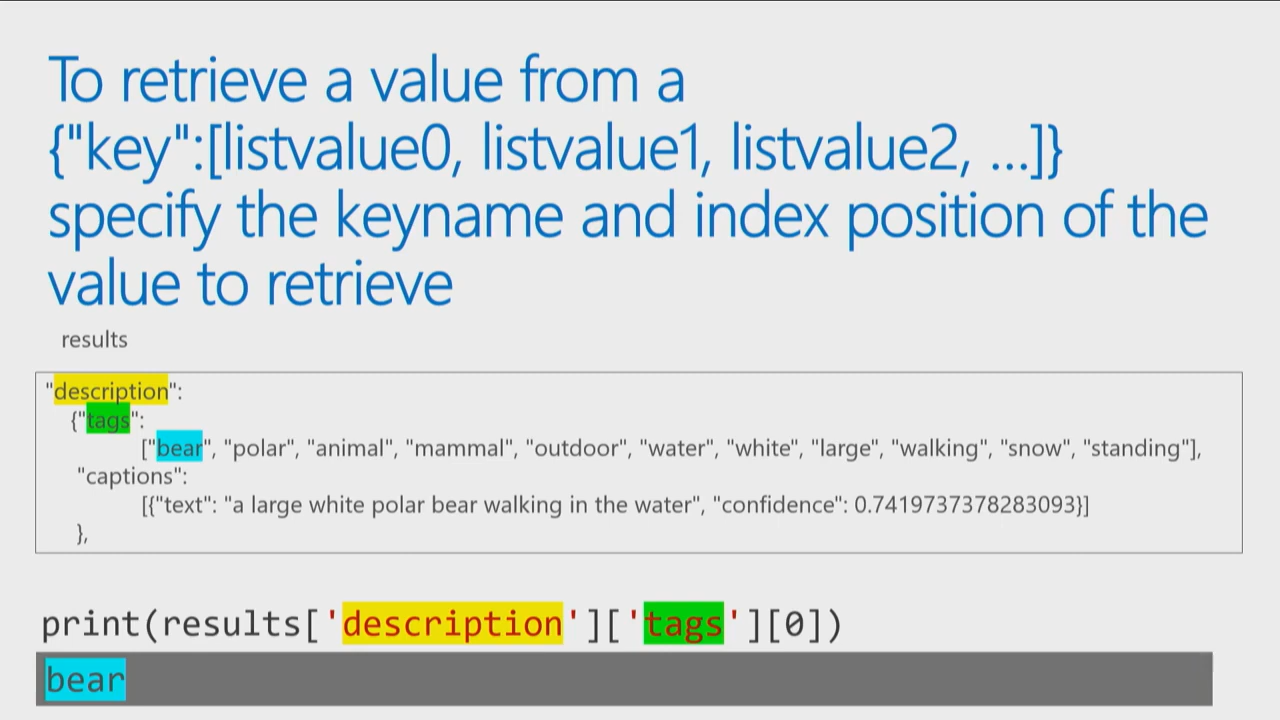 To retrieve a value from a
{"key":[listvalue0, listvalue1, listvalue2, ...]}
specify the keyname and index position of the
value to retrieve
results
"description":
{"tags":
["bear", "polar", "animal", "mammal", "outdoor", "water", "white", "large", "walking", "snow", "standing"],
"captions":
[{"text": "a large white polar bear walking in the water", "confidence": 0.7419737378283093}]
},
print(results['description']['tags'][0])
bear